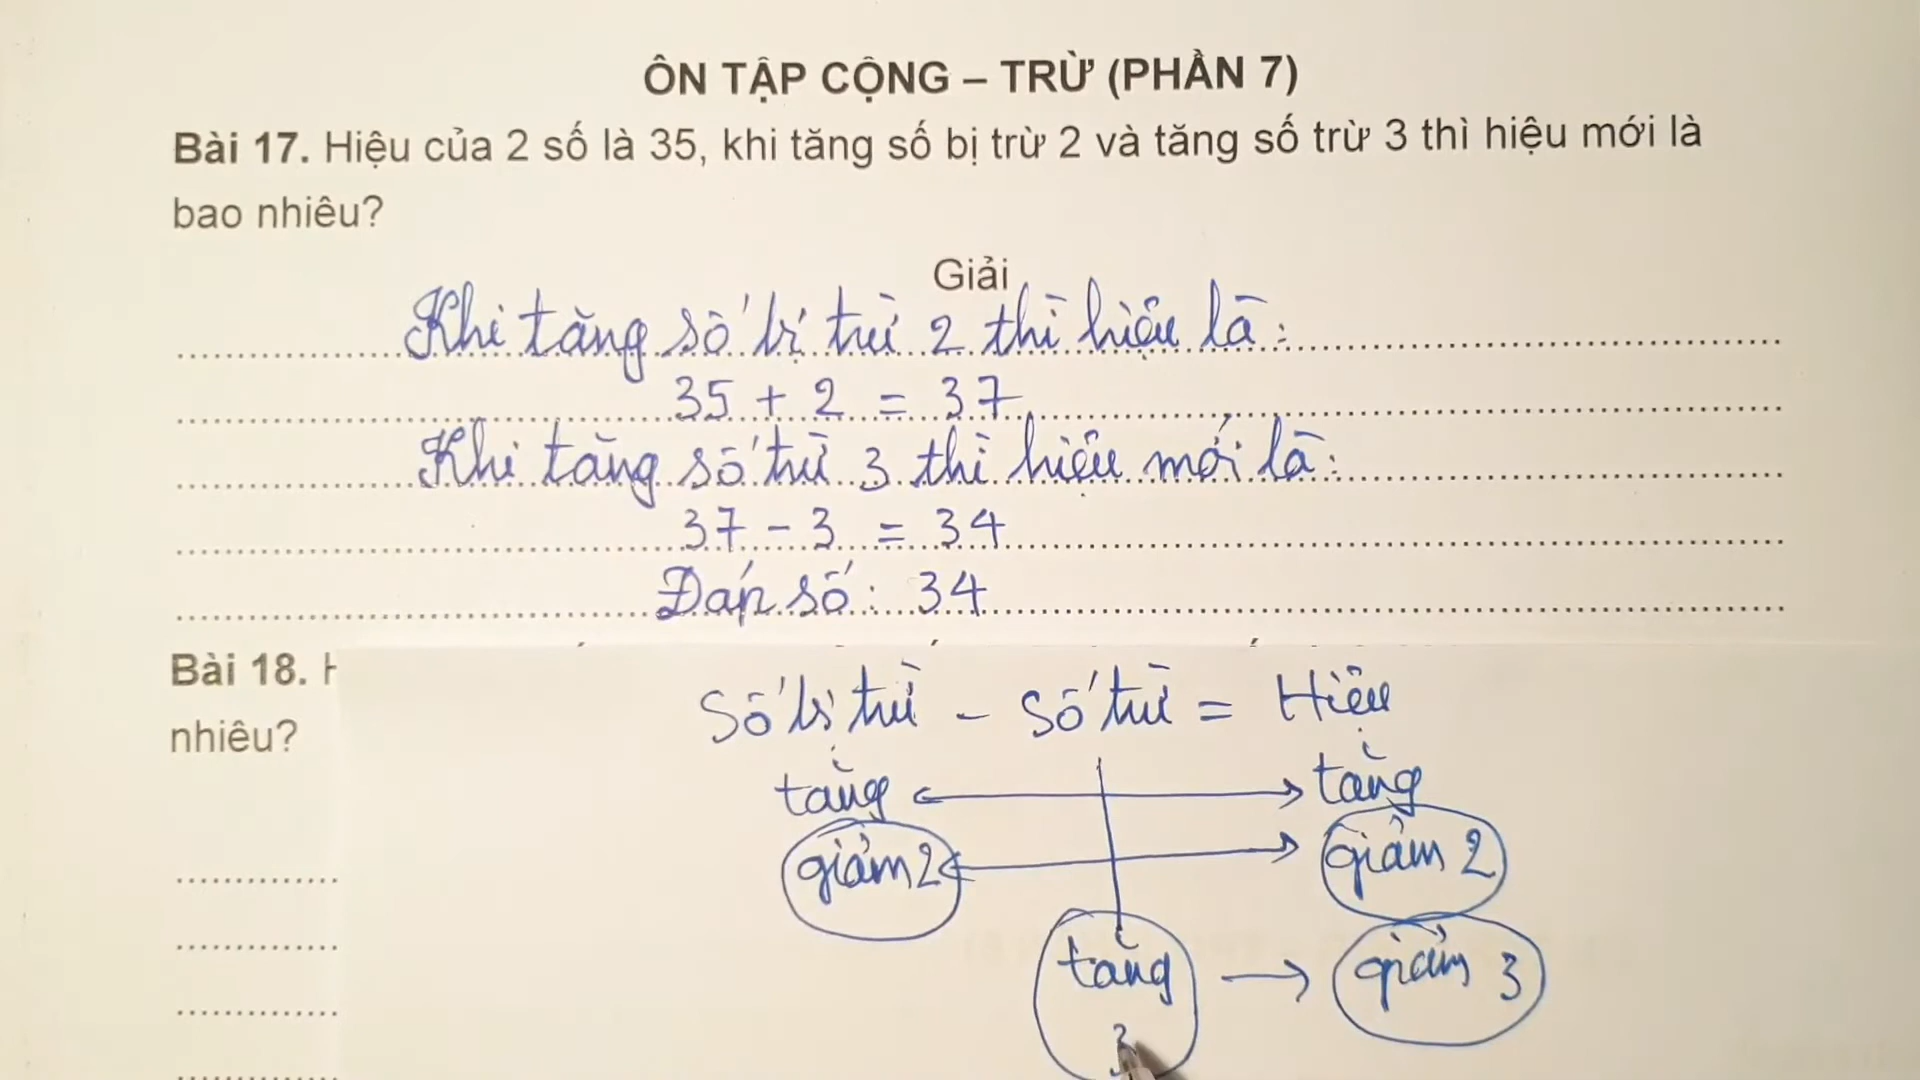 ÔN TẬP CỘNG – TRỪ (PHẦN 7)
Bài 17. Hiệu của 2 số là 35, khi tăng số bị trừ 2 và tăng số trừ 3 thì hiệu mới là
bao nhiêu?
Giải
Khi tăng số bị trừ 2 thì hiệu là:
35 + 2 = 37
Khi tăng số trừ 3 thì hiệu mới là:
37 - 3 = 34
Đáp số: 34
Bài 18.
nhiêu?
Số bị trừ - Số trừ = Hiệu
tăng tăng
giảm 2 giảm 2
tăng giảm 3
3